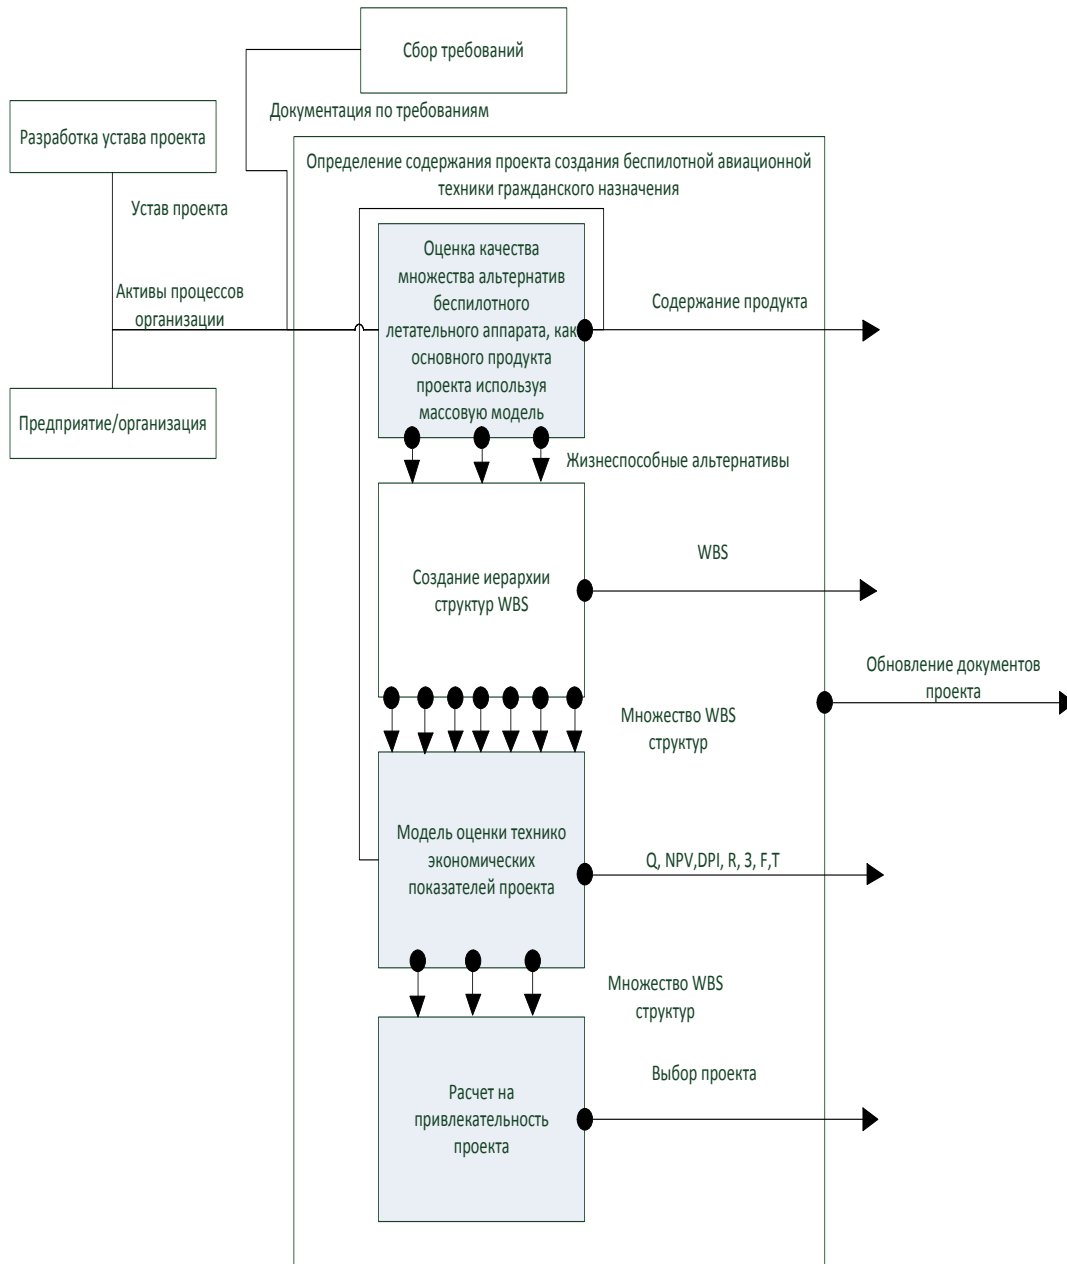 Сбор требований
Документация по требованиям
Разработка устава проекта
Устав проекта
Активы процессов
организации
Предприятие/организация
Определение содержания проекта создания беспилотной авиационной
техники гражданского назначения
Оценка качества
множества альтернатив
беспилотного
летательного аппарата, как
основного продукта
проекта используя
массовую модель
Содержание продукта
Жизнеспособные альтернативы
Создание иерархии
структур WBS
WBS
Обновление документов
проекта
Множество WBS
структур
Модель оценки технико
экономических
показателей проекта
Q, NPV,DPI, R, З, F,T
Множество WBS
структур
Расчет на
привлекательность
проекта
Выбор проекта